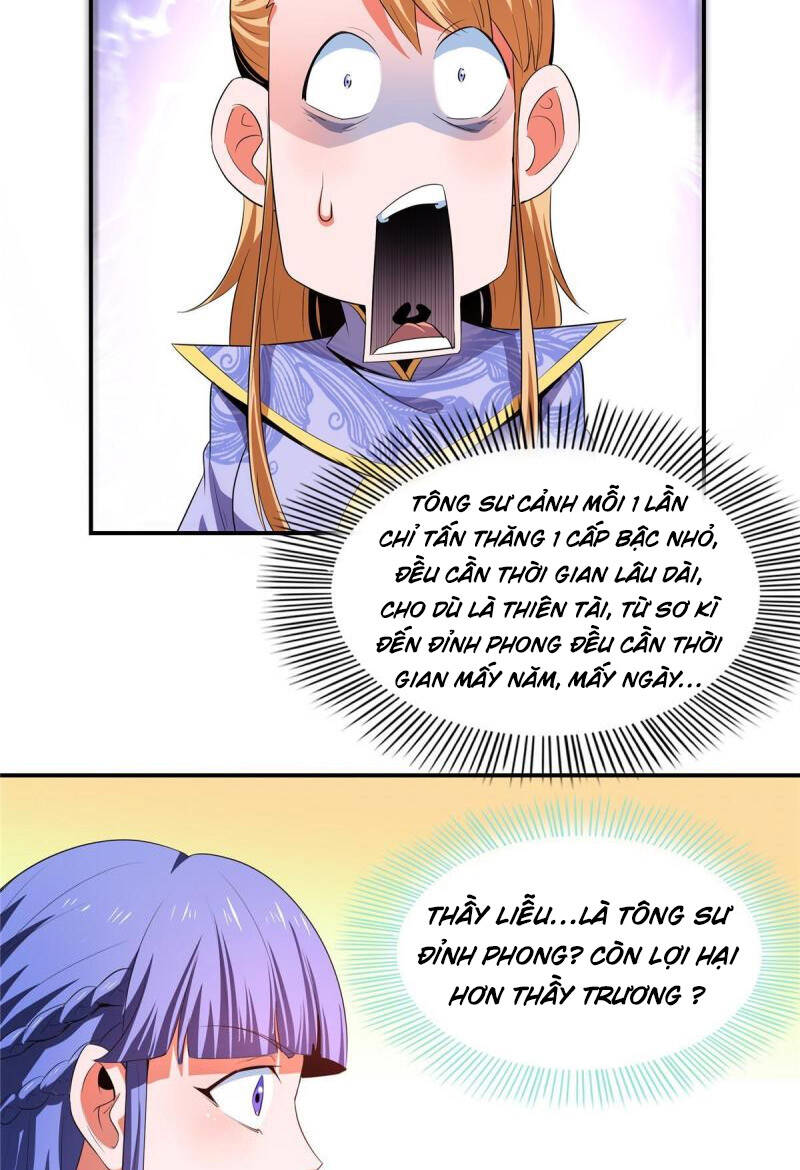 TÔNG SƯ CẢNH MỖI 1 LẦN
CHỈ TẤN THĂNG 1 CẤP BẬC NHỎ,
ĐỀU CẦN THỜI GIAN LÂU DÀI,
CHO DÙ LÀ THIÊN TÀI, TỪ SƠ KÌ
ĐẾN ĐỈNH PHONG ĐỀU CẦN THỜI
GIAN MẤY NĂM, MẤY NGÀY...
THẦY LIỄU...LÀ TÔNG SƯ
ĐỈNH PHONG? CÒN LỢI HẠI
HƠN THẦY TRƯƠNG ?